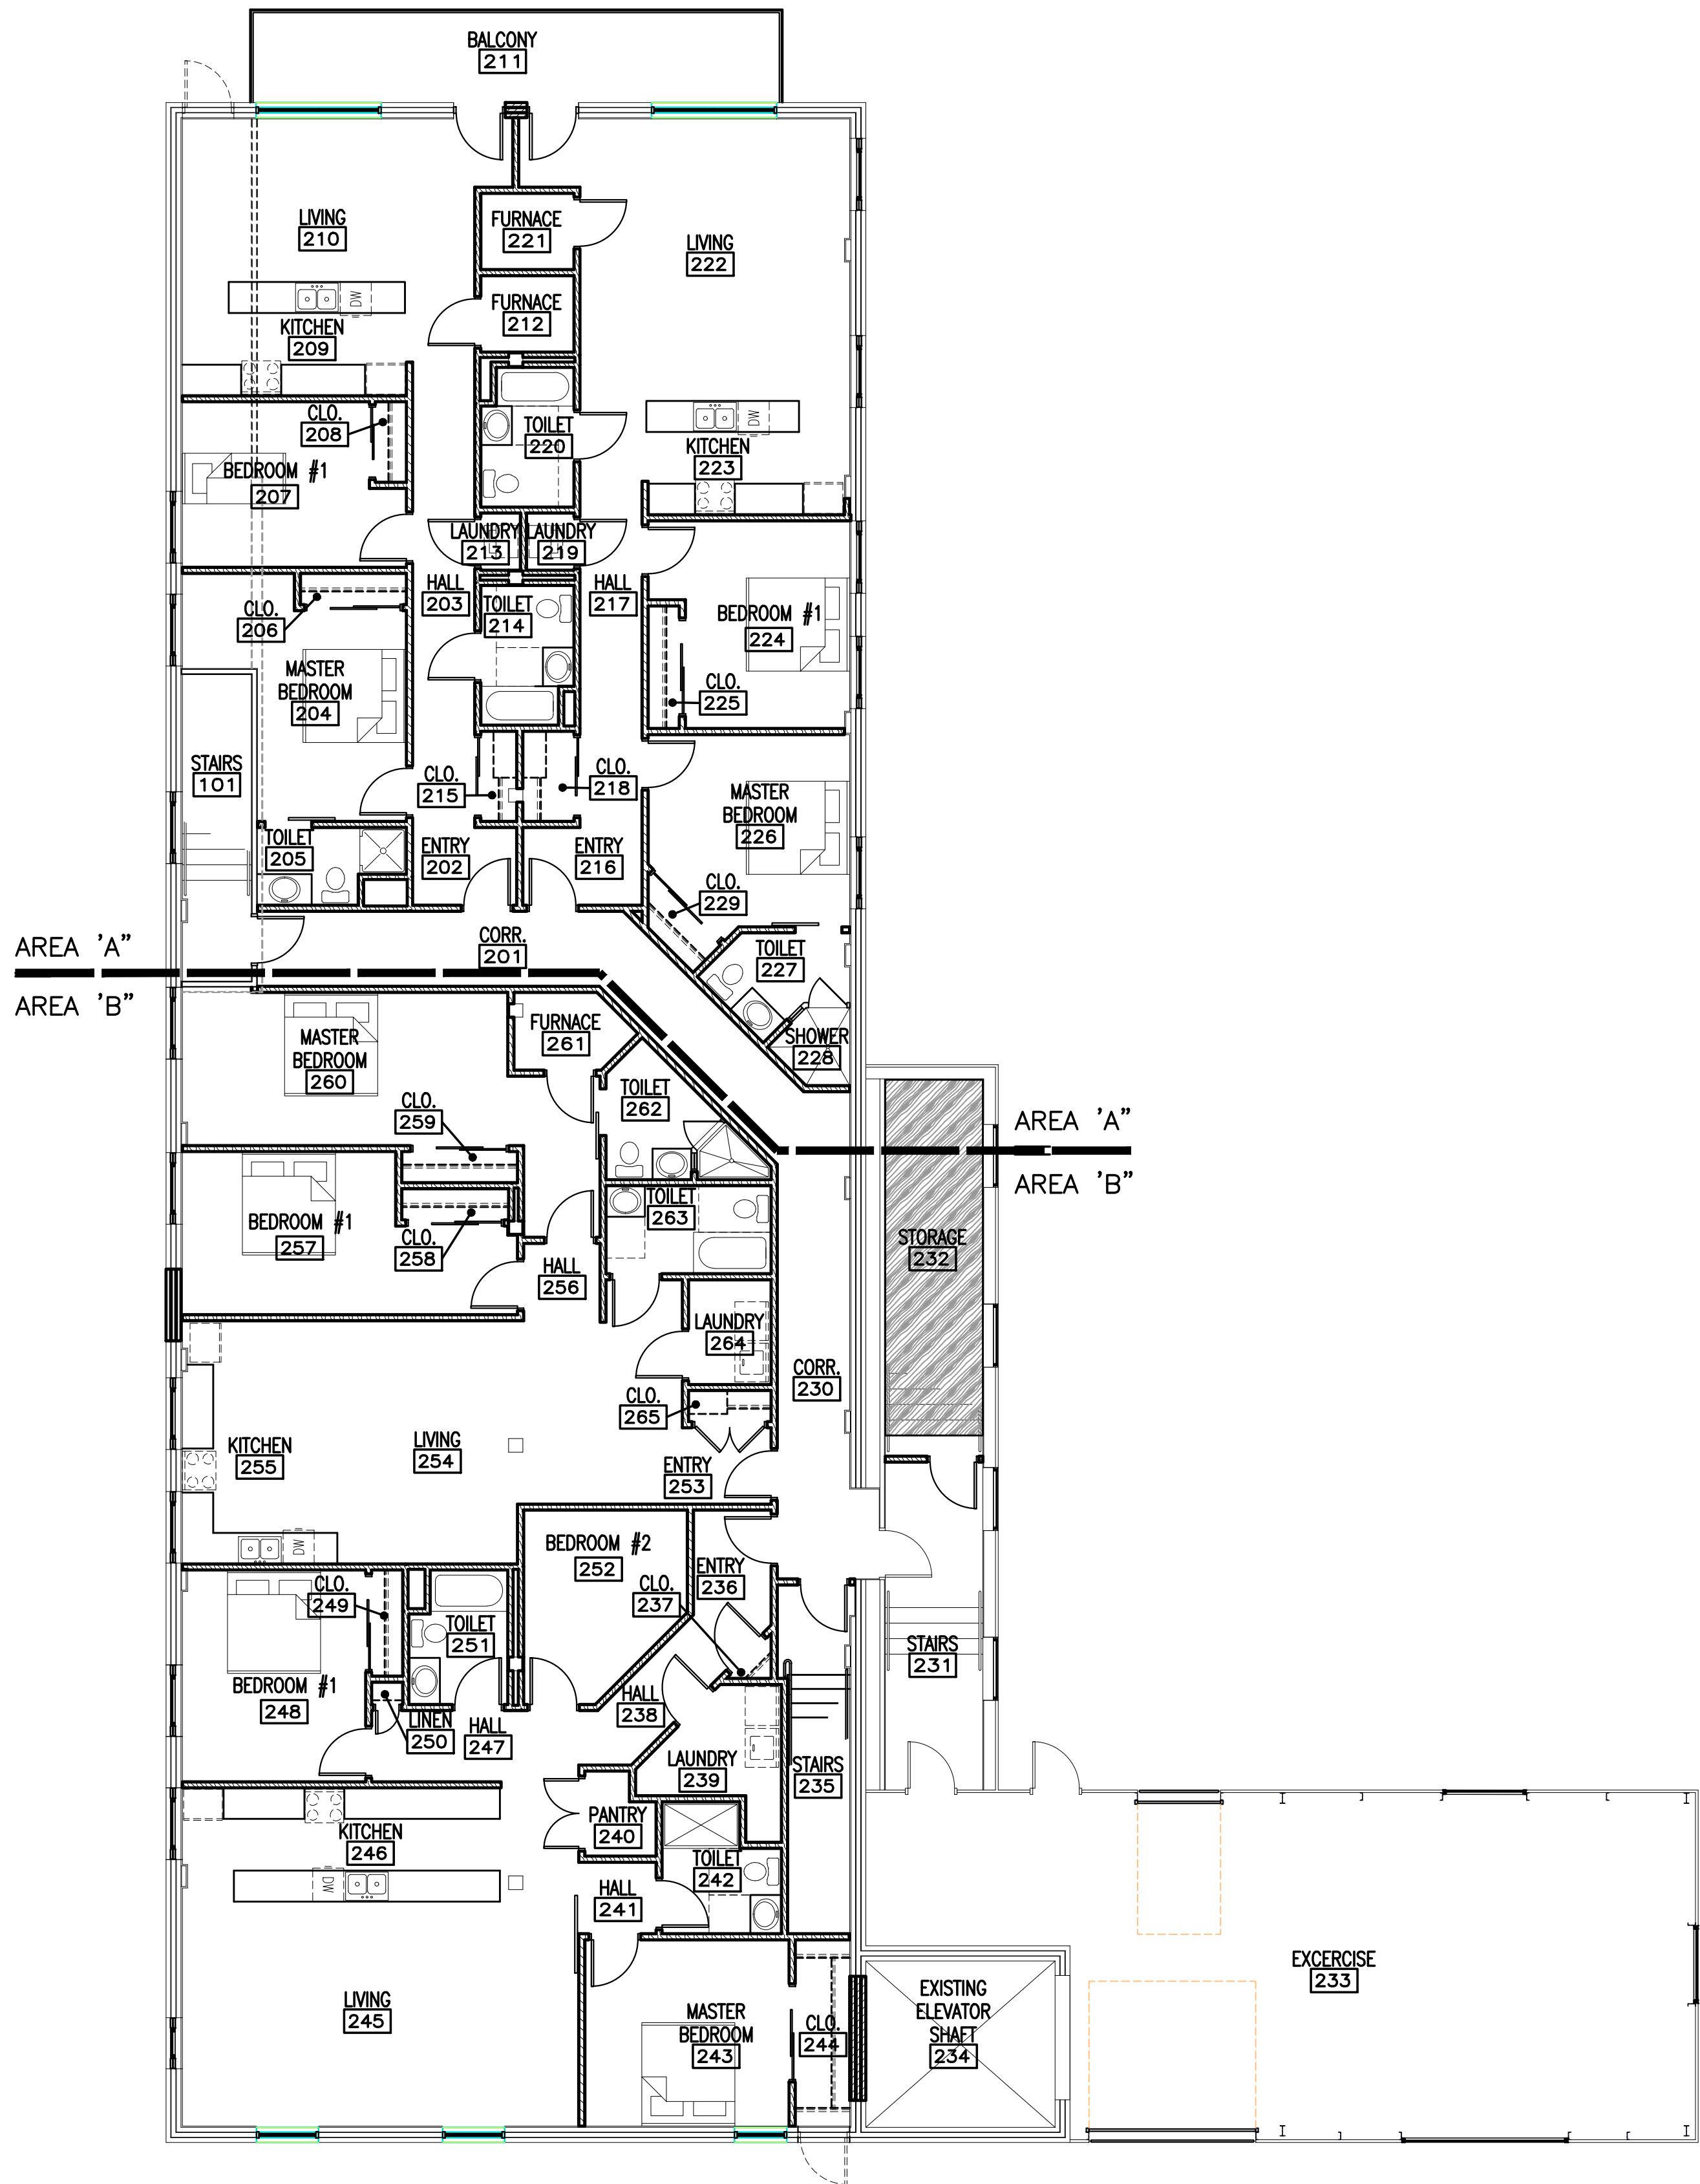 BALCONY
211
LIVING
210
FURNACE
221
LIVING
222
FURNACE
212
DW
KITCHEN
209
CLO.
208
TOILET
220
DW
KITCHEN
223
BEDROOM #1
207
LAUNDRY
213
LAUNDRY
219
HALL
203
TOILET
214
HALL
217
CLO.
206
BEDROOM #1
224
MASTER
BEDROOM
204
CLO.
225
STAIRS
101
CLO.
215
CLO.
218
MASTER
BEDROOM
226
TOILET
205
ENTRY
202
ENTRY
216
CLO.
229
AREA 'A"
CORR.
201
TOILET
227
AREA 'B"
MASTER
BEDROOM
260
FURNACE
261
SHOWER
228
CLO.
259
TOILET
262
AREA 'A"
AREA 'B"
BEDROOM #1
257
CLO.
258
TOILET
263
STORAGE
232
HALL
256
LAUNDRY
264
CORR.
230
CLO.
265
KITCHEN
255
LIVING
254
ENTRY
253
DW
BEDROOM #2
252
ENTRY
236
CLO.
249
CLO.
237
TOILET
251
STAIRS
231
BEDROOM #1
248
LINEN
250
HALL
247
HALL
238
LAUNDRY
239
STAIRS
235
KITCHEN
246
PANTRY
240
DW
TOILET
242
HALL
241
LIVING
245
MASTER
BEDROOM
243
CLO.
244
EXISTING
ELEVATOR
SHAFT
234
EXCERCISE
233